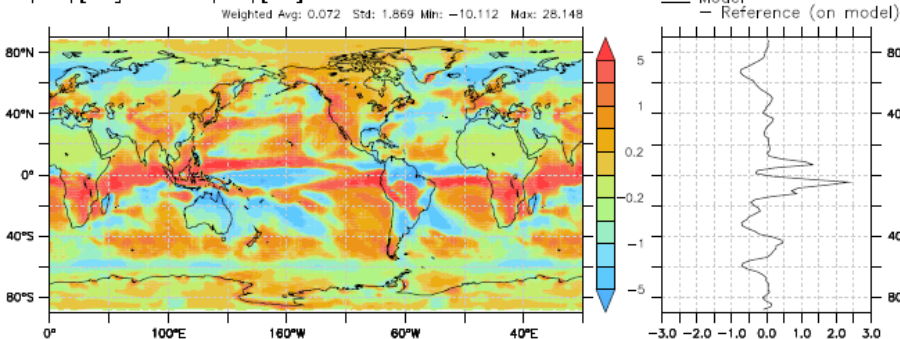 Weighted Avg: 0.072 Std: 1.869 Min: −10.112 Max: 28.148
— Reference (on model)
80°N
40°N
0°
40°S
80°S
0° 100°E 160°W 60°W 40°E
5
1
0.2
−0.2
−1
−5
80
40
0°
40
80
−3.0 −2.0 −1.0 0.0 1.0 2.0 3.0